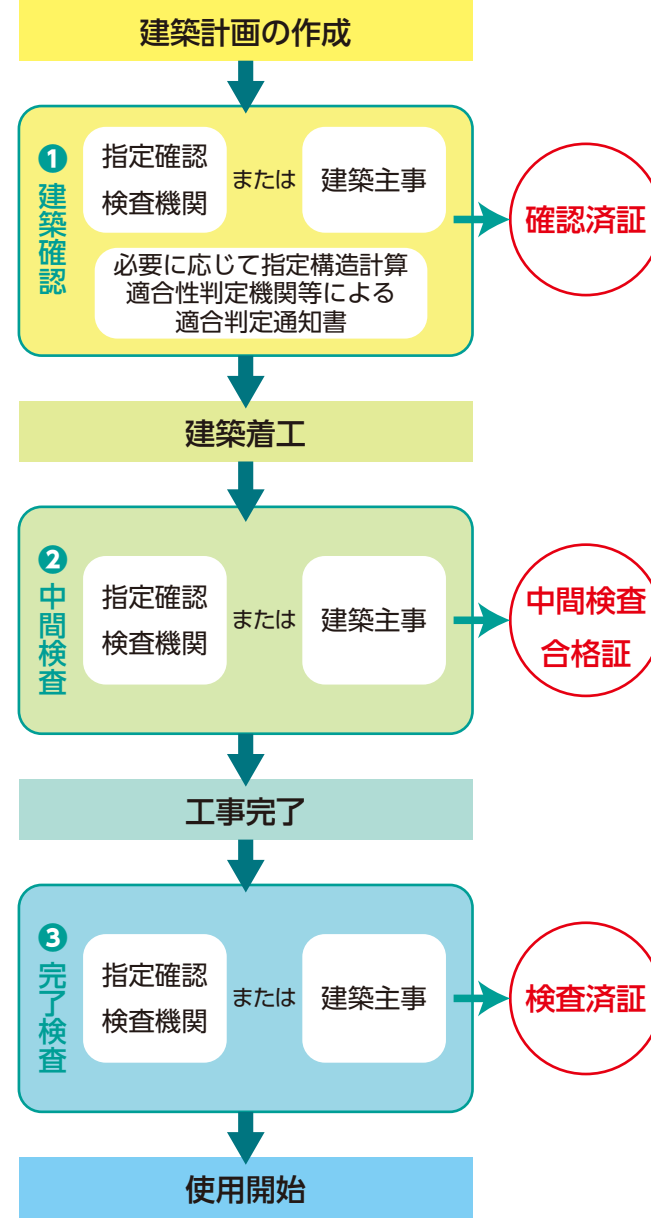 建築計画の作成
❶建築確認
指定確認
検査機関
または
建築主事
必要に応じて指定構造計算
適合性判定機関等による
適合判定通知書
確認済証
建築着工
❷中間検査
指定確認
検査機関
または
建築主事
中間検査
合格証
工事完了
❸完了検査
指定確認
検査機関
または
建築主事
検査済証
使用開始